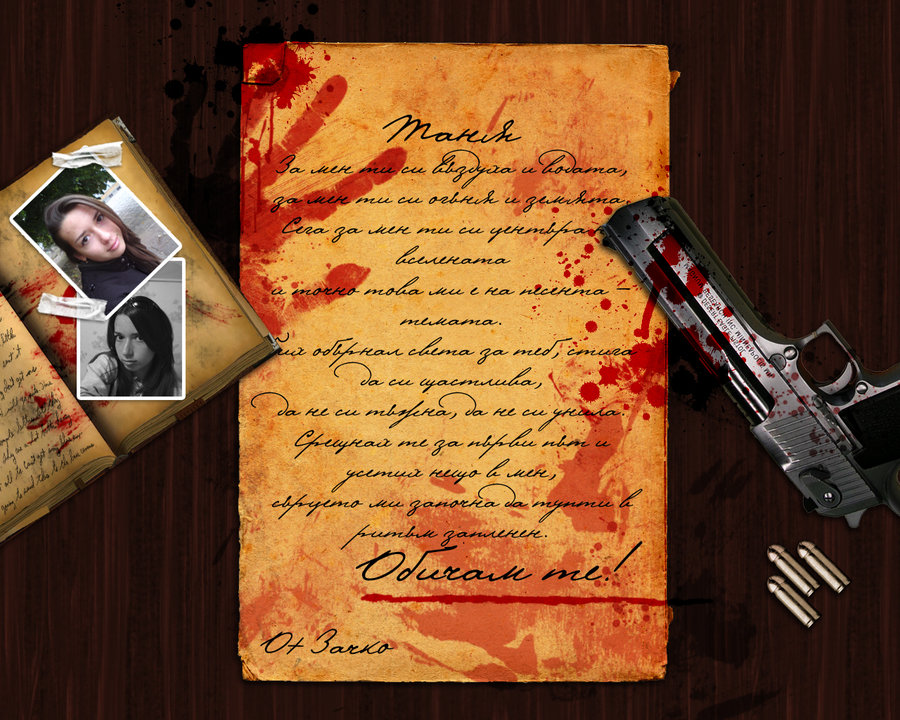 Таня
За мен ти си въздуха и водата,
за мен ти си огъня и земята.
Сега за мен ти си центъра
вселената
и точно това ми е на песента –
темата.
обърнал света за теб, стига
да си щастлива,
да не си тъжна, да не си унила.
Срещнах те за първи път и
усетих нещо в мен,
сърцето ми започна да тупти в
ритъм запленен.
Обичам те!
От Зачко